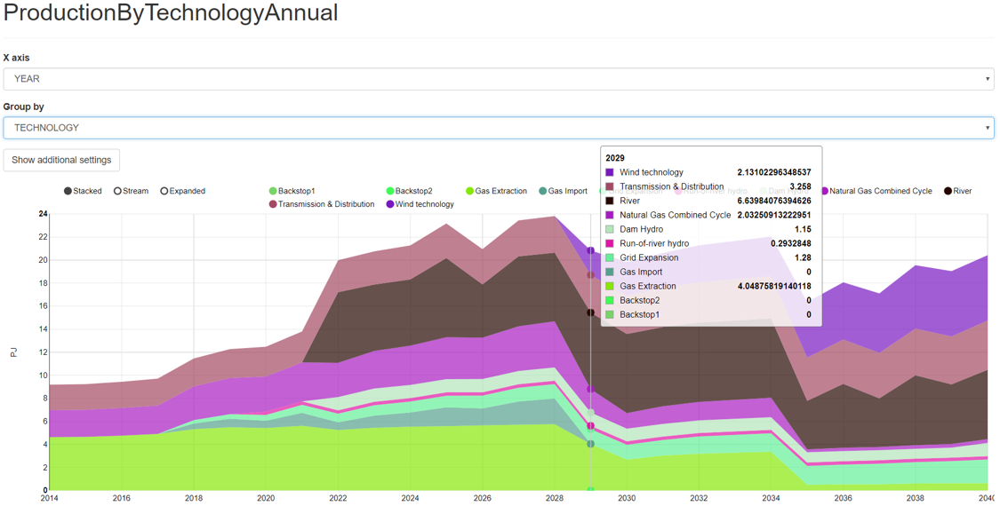 ProductionByTechnologyAnnual
X axis
YEAR
Group by
TECHNOLOGY
Show additional settings
Stacked Stream Expanded Backstop1 Backstop2 Gas Extraction Gas Import Natural Gas Combined Cycle River
Transmission & Distribution Wind technology
2029
Wind technology 2.13102296348537
Transmission & Distribution 3.258
River 6.63984076394626
Natural Gas Combined Cycle 2.03250913222951
Dam Hydro 1.15
Run-of-river hydro 0.2932848
Grid Expansion 1.28
Gas Import 0
Gas Extraction 4.04875819140118
Backstop2 0
Backstop1 0
24
22
20
18
16
14
12
10
8
6
4
2
0
PJ
2014 2016 2018 2020 2022 2024 2026 2028 2030 2032 2034 2036 2038 2040